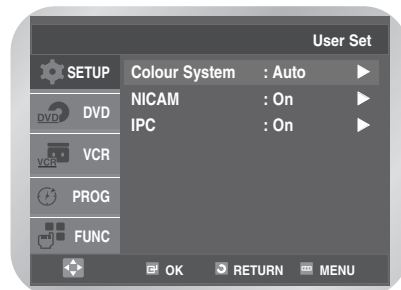 User Set
SETUP
Colour System : Auto
NICAM : On
DVD DVD
IPC : On
VCR VCR
PROG
FUNC
OK RETURN MENU